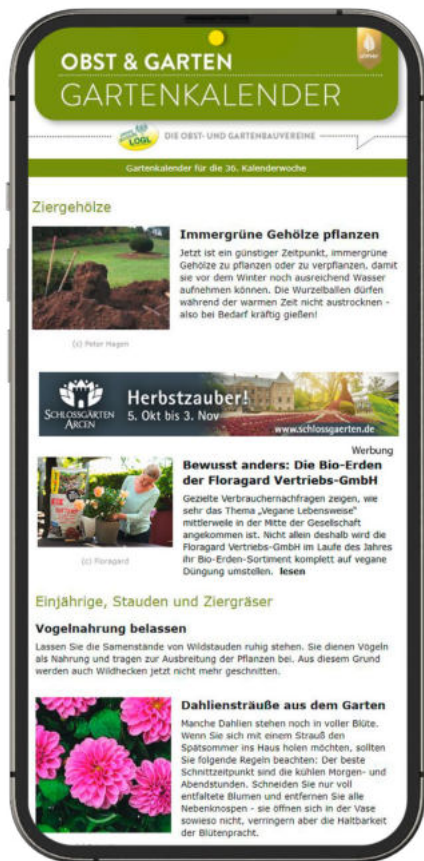 OBST & GARTEN
GARTENKALENDER
LOGL
DIE OBST- UND GARTENBAUVEREINE
Gartenkalender für die 36. Kalenderwoche
Ziergehölze
Immergrüne Gehölze pflanzen
Jetzt ist ein günstiger Zeitpunkt, immergrüne
Gehölze zu pflanzen oder zu verpflanzen, damit
sie vor dem Winter noch ausreichend Wasser
aufnehmen können. Die Wurzelballen dürfen
während der warmen Zeit nicht austrocknen -
also bei Bedarf kräftig gießen!
(c) Peter Hagen
SCHLOSSGÄRTEN
ARCEN
Herbstzauber!
5. Okt bis 3. Nov
www.schlossgaerten.de
Werbung
Bewusst anders: Die Bio-Erden
der Floragard Vertriebs-GmbH
Gezielte Verbrauchernachfragen zeigen, wie
sehr das Thema „Vegane Lebensweise"
mittlerweile in der Mitte der Gesellschaft
angekommen ist. Nicht allein deshalb wird die
Floragard Vertriebs-GmbH im Laufe des Jahres
ihr Bio-Erden-Sortiment komplett auf vegane
Düngung umstellen. lesen
(c) Floragard
Einjährige, Stauden und Ziergräser
Vogelnahrung belassen
Lassen Sie die Samenstände von Wildstauden ruhig stehen. Sie dienen Vögeln
als Nahrung und tragen zur Ausbreitung der Pflanzen bei. Aus diesem Grund
werden auch Wildhecken jetzt nicht mehr geschnitten.
Dahliensträuße aus dem Garten
Manche Dahlien stehen noch in voller Blüte.
Wenn Sie sich mit einem Strauß den
Spätsommer ins Haus holen möchten, sollten
Sie folgende Regeln beachten: Der beste
Schnittzeitpunkt sind die kühlen Morgen- und
Abendstunden. Schneiden Sie nur voll
entfaltete Blumen und entfernen Sie alle
Nebenknospen - sie öffnen sich in der Vase
sowieso nicht, verringern aber die Haltbarkeit
der Blütenpracht.